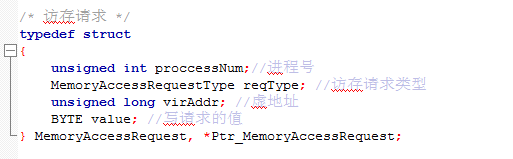 /* 访存请求 */
typedef struct
{
unsigned int proccessNum;//进程号
MemoryAccessRequestType reqType; //访存请求类型
unsigned long virAddr; //虚地址
BYTE value; //写请求的值
} MemoryAccessRequest, *Ptr_MemoryAccessRequest;